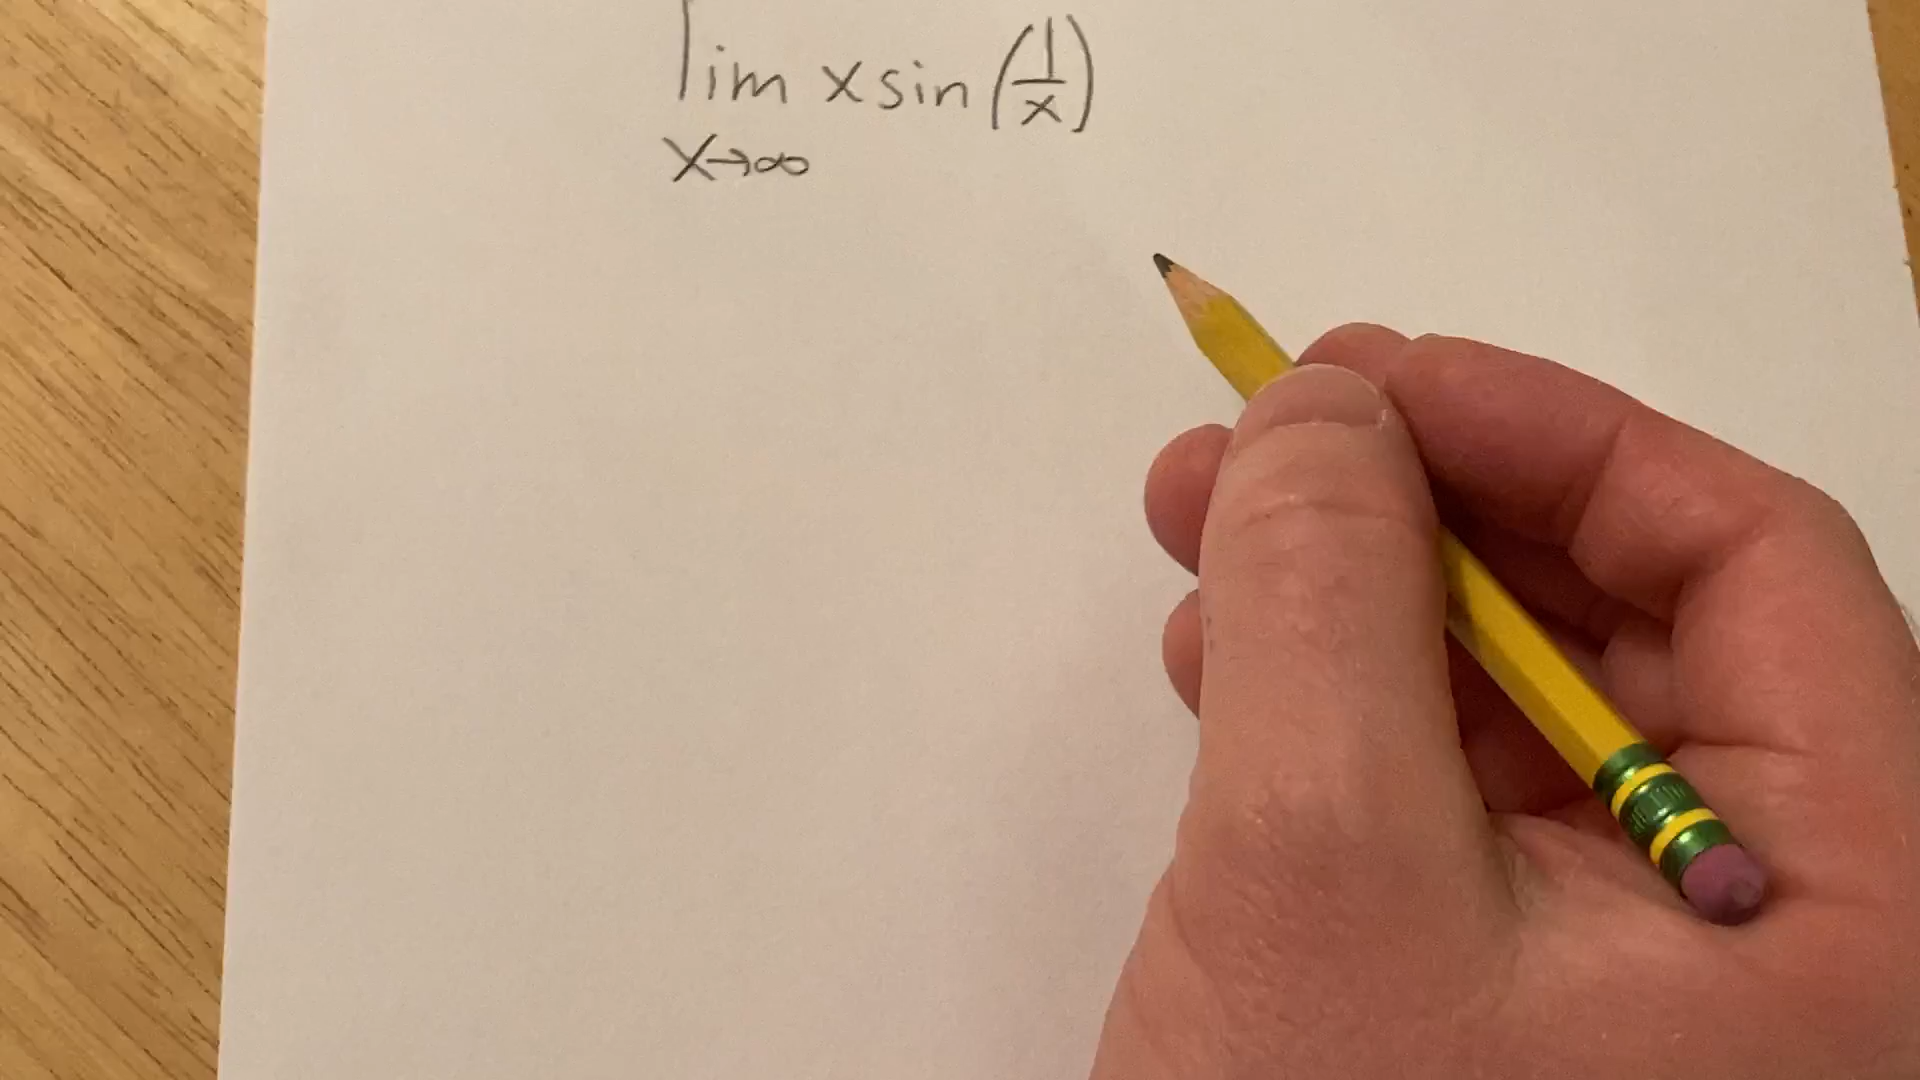 lim x sin (1/x)
x→∞